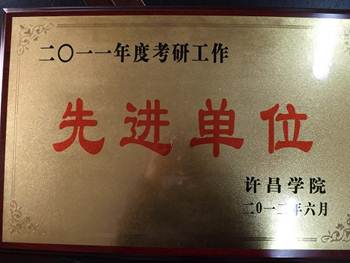 二〇一一年度考研工作
先进单位
许昌学院
二〇一二年六月